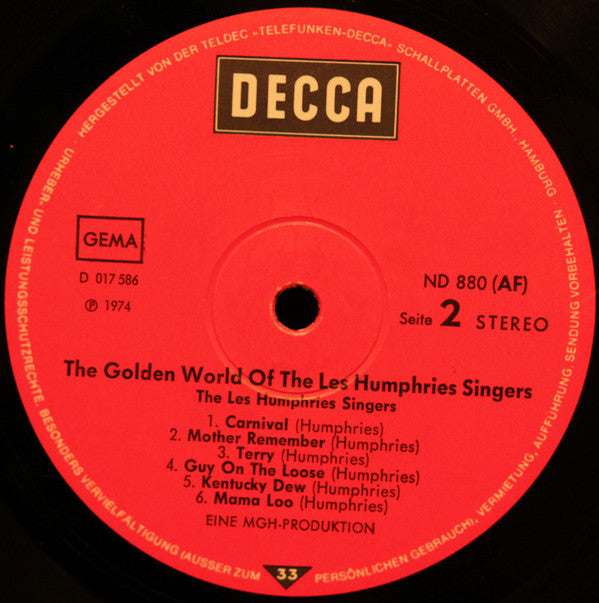 HERGESTELLT VON DER TELDEC »TELEFUNKEN-DECCA« SCHALLPLATTEN GMBH., HAMBURG · URHEBER- UND LEISTUNGSSCHUTZRECHTE, BESONDERS VERVIELFÄLTIGUNG (AUSSER ZUM PERSÖNLICHEN GEBRAUCH), VERMIETUNG, AUFFÜHRUNG, SENDUNG VORBEHALTEN ·
DECCA
GEMA
D 017 586
℗ 1974
ND 880 (AF)
Seite 2 STEREO
The Golden World Of The Les Humphries Singers
The Les Humphries Singers
1. Carnival (Humphries)
2. Mother Remember (Humphries)
3. Terry (Humphries)
4. Guy On The Loose (Humphries)
5. Kentucky Dew (Humphries)
6. Mama Loo (Humphries)
EINE MGH-PRODUKTION
33